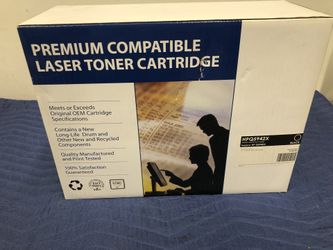 PREMIUM COMPATIBLE
LASER TONER CARTRIDGE
Meets or Exceeds
Original OEM Cartridge
Specifications
Contains a New
Long-Life Drum and
Other New and Recycled
Components
Quality Manufactured
and Print Tested
100% Satisfaction
Guaranteed
HPQ5942X